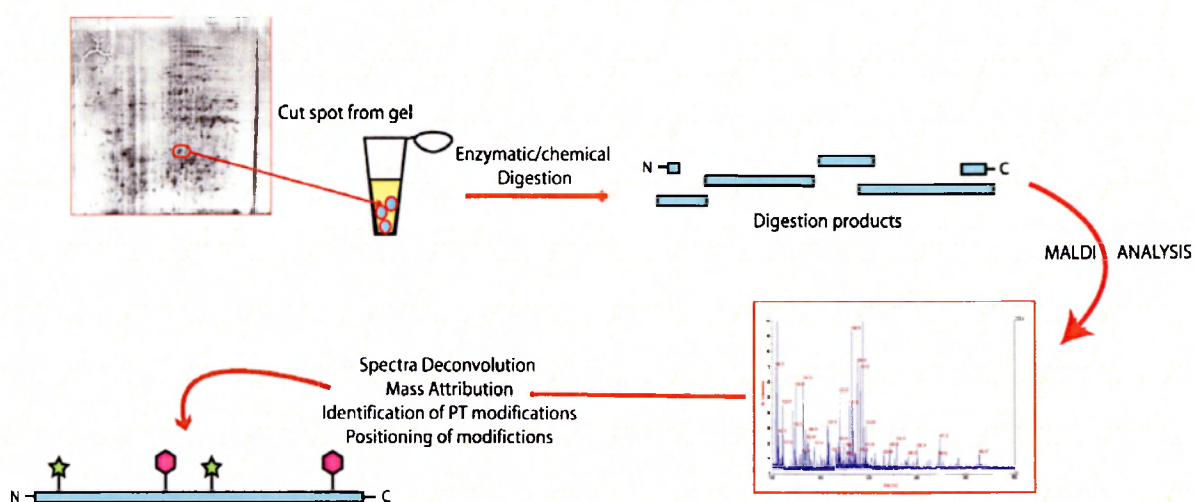 Cut spot from gel
Enzymatic/chemical
Digestion
N
C
Digestion products
MALDI ANALYSIS
Spectra Deconvolution
Mass Attribution
Identification of PT modifications
Positioning of modifictions
N
C